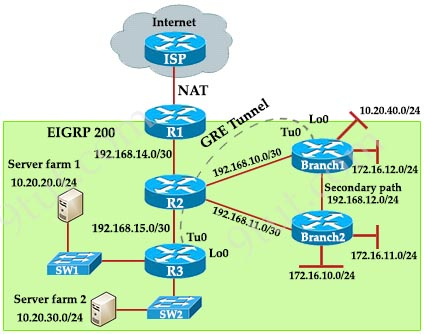 Internet
ISP
NAT
10.20.40.0/24
Lo0
EIGRP 200
R1
GRE Tunnel
Tu0
Server farm 1
10.20.20.0/24
192.168.14.0/30
192.168.10.0/30
Branch1
172.16.12.0/24
R2
Secondary path
192.168.12.0/24
192.168.11.0/30
192.168.15.0/30
Tu0
Branch2
Lo0
172.16.11.0/24
SW1
R3
172.16.10.0/24
Server farm 2
10.20.30.0/24
SW2